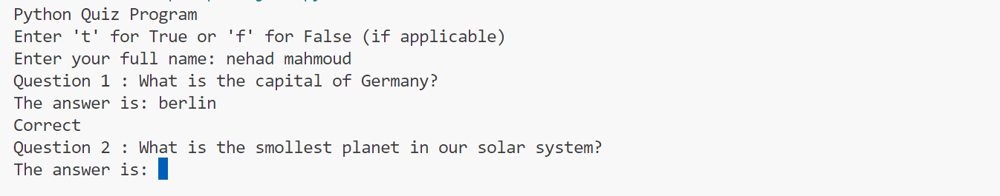 Python Quiz Program
Enter 't' for True or 'f' for False (if applicable)
Enter your full name: nehad mahmoud
Question 1 : What is the capital of Germany?
The answer is: berlin
Correct
Question 2 : What is the smollest planet in our solar system?
The answer is: